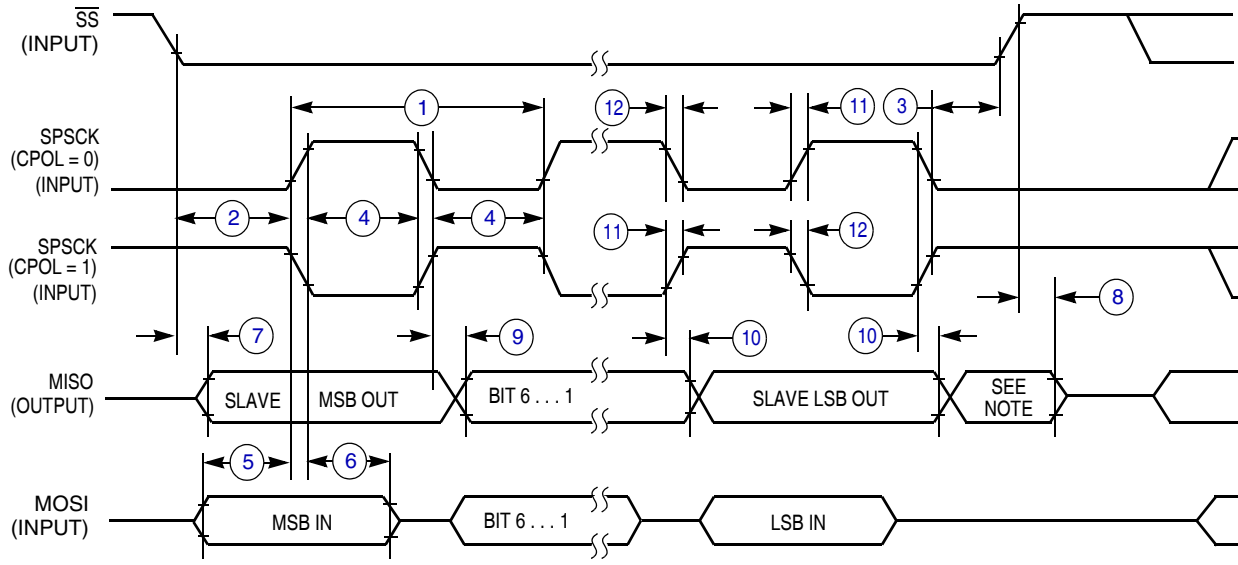 SS
(INPUT)
1
12
11
3
SPSCK
(CPOL = 0)
(INPUT)
2
4
4
11
12
SPSCK
(CPOL = 1)
(INPUT)
7
9
10
10
8
MISO
(OUTPUT)
SLAVE MSB OUT
BIT 6 . . . 1
SLAVE LSB OUT
SEE
NOTE
5
6
MOSI
(INPUT)
MSB IN
BIT 6 . . . 1
LSB IN